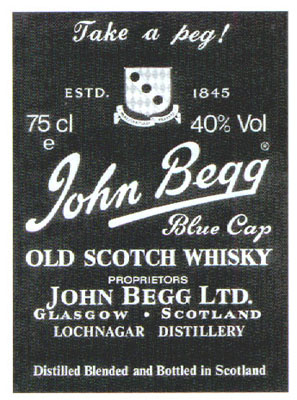 Take a peg!
ESTD. 1845
75 cl 40% Vol
e
John Begg ®
Blue Cap
OLD SCOTCH WHISKY
PROPRIETORS
JOHN BEGG LTD.
GLASGOW · SCOTLAND
LOCHNAGAR DISTILLERY
Distilled Blended and Bottled in Scotland